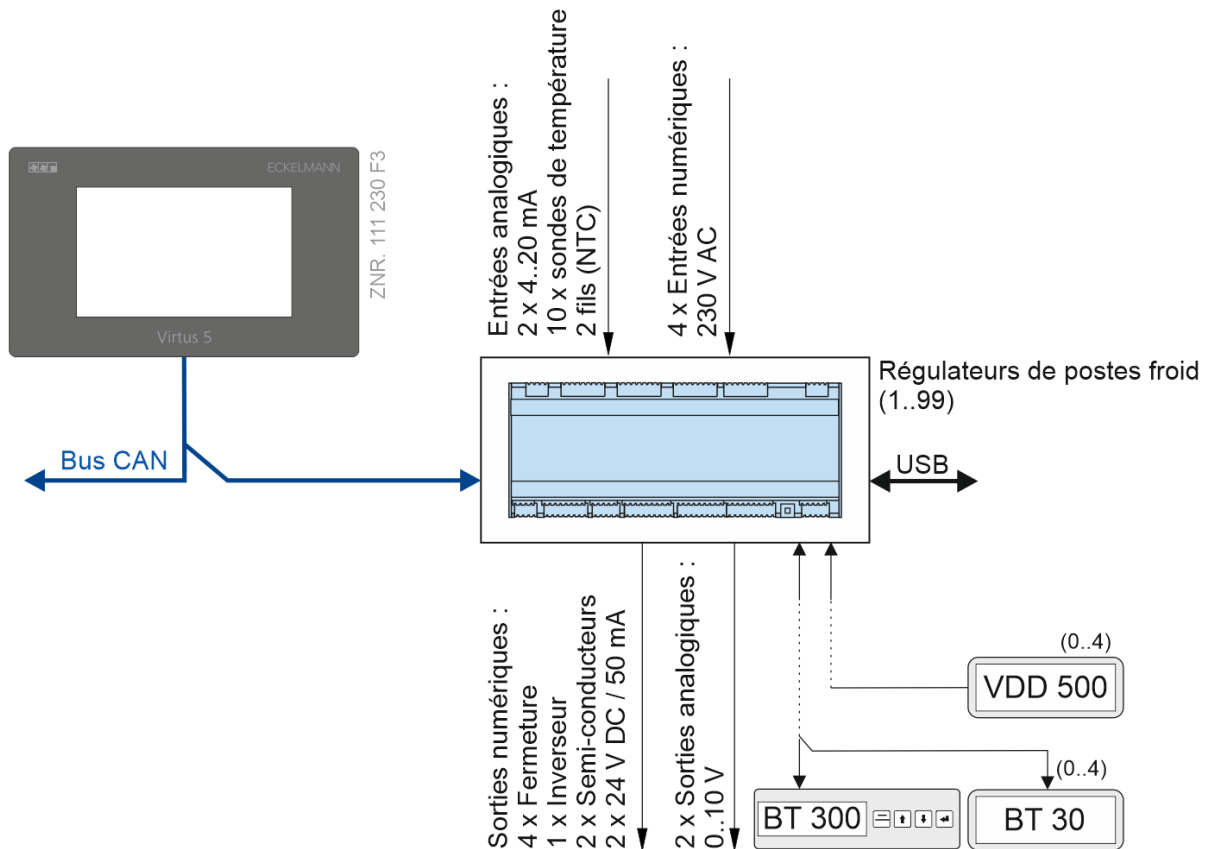 Entrées analogiques :
2 x 4..20 mA
10 x sondes de température
2 fils (NTC)
4 x Entrées numériques :
230 V AC
ECKELMANN
ZNR. 111 230 F3
Virtus 5
Régulateurs de postes froid
(1..99)
Bus CAN
USB
Sorties numériques :
4 x Fermeture
1 x Inverseur
2 x Semi-conducteurs
2 x 24 V DC / 50 mA
2 x Sorties analogiques :
0..10 V
(0..4)
VDD 500
(0..4)
BT 300
BT 30